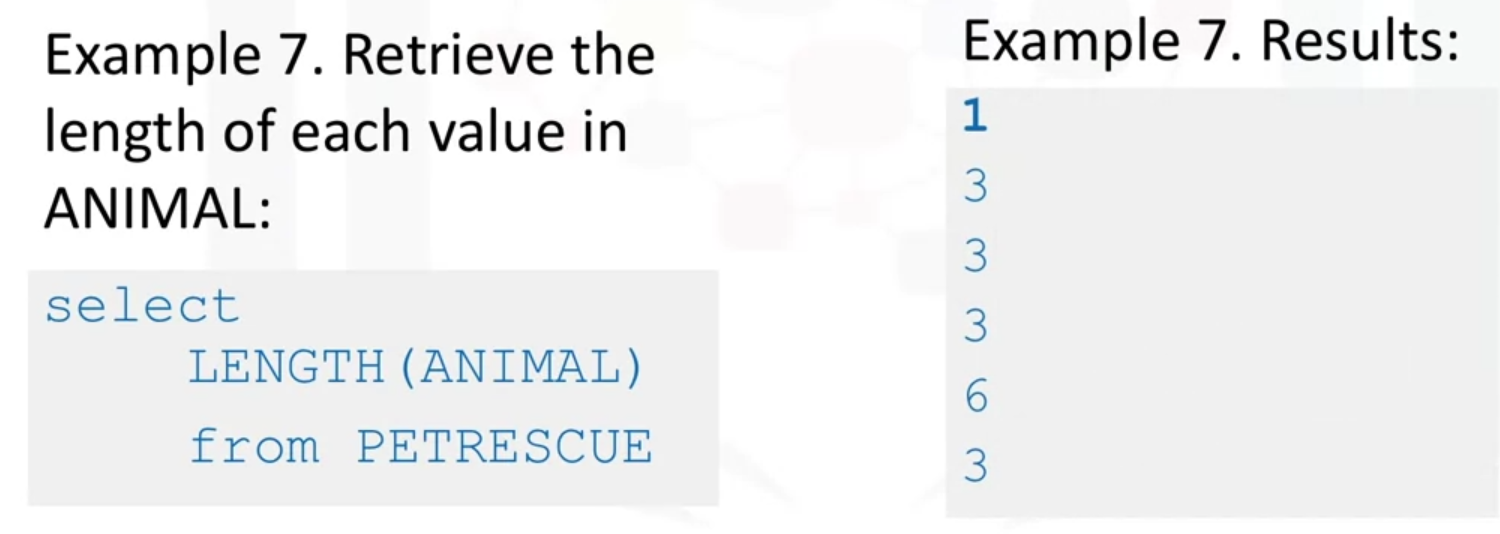 Example 7. Retrieve the
length of each value in
ANIMAL:
select
LENGTH(ANIMAL)
from PETRESCUE
Example 7. Results:
1
3
3
3
6
3